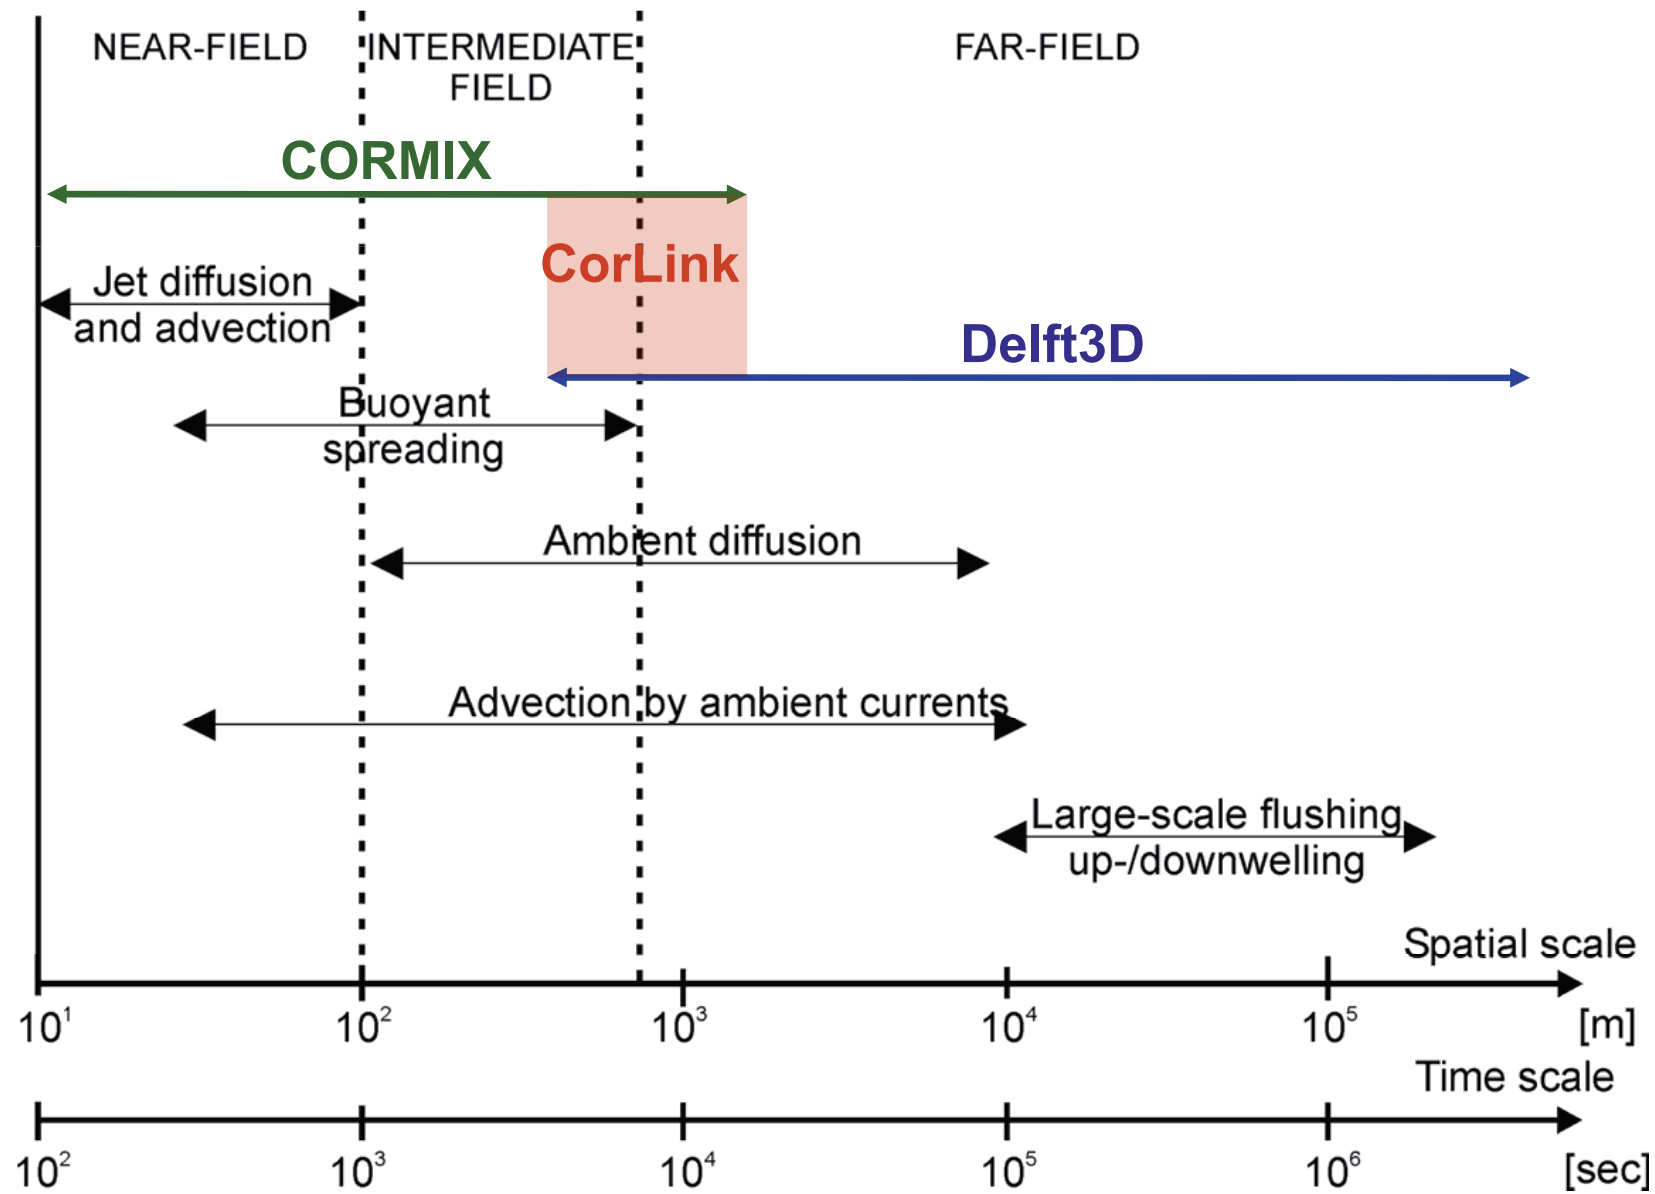 NEAR-FIELD
INTERMEDIATE
FIELD
FAR-FIELD
CORMIX
CorLink
Jet diffusion
and advection
Delft3D
Buoyant
spreading
Ambient diffusion
Advection by ambient currents
Large-scale flushing
up-/downwelling
Spatial scale
10¹ 10² 10³ 10⁴ 10⁵ [m]
Time scale
10² 10³ 10⁴ 10⁵ 10⁶ [sec]